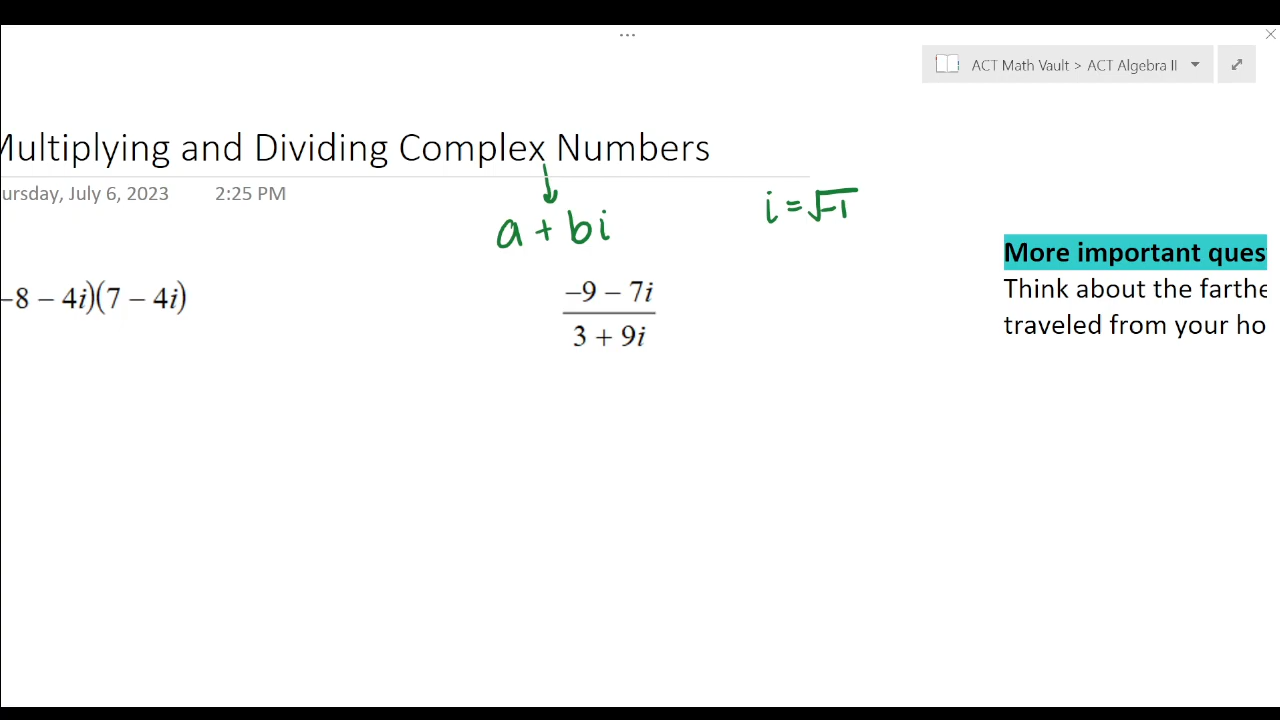 ...
ACT Math Vault > ACT Algebra II
Multiplying and Dividing Complex Numbers
ursday, July 6, 2023 2:25 PM
a + bi
i = √-1
More important ques
–8 – 4i)(7 – 4i)
–9 – 7i
3 + 9i
Think about the farthe
traveled from your ho